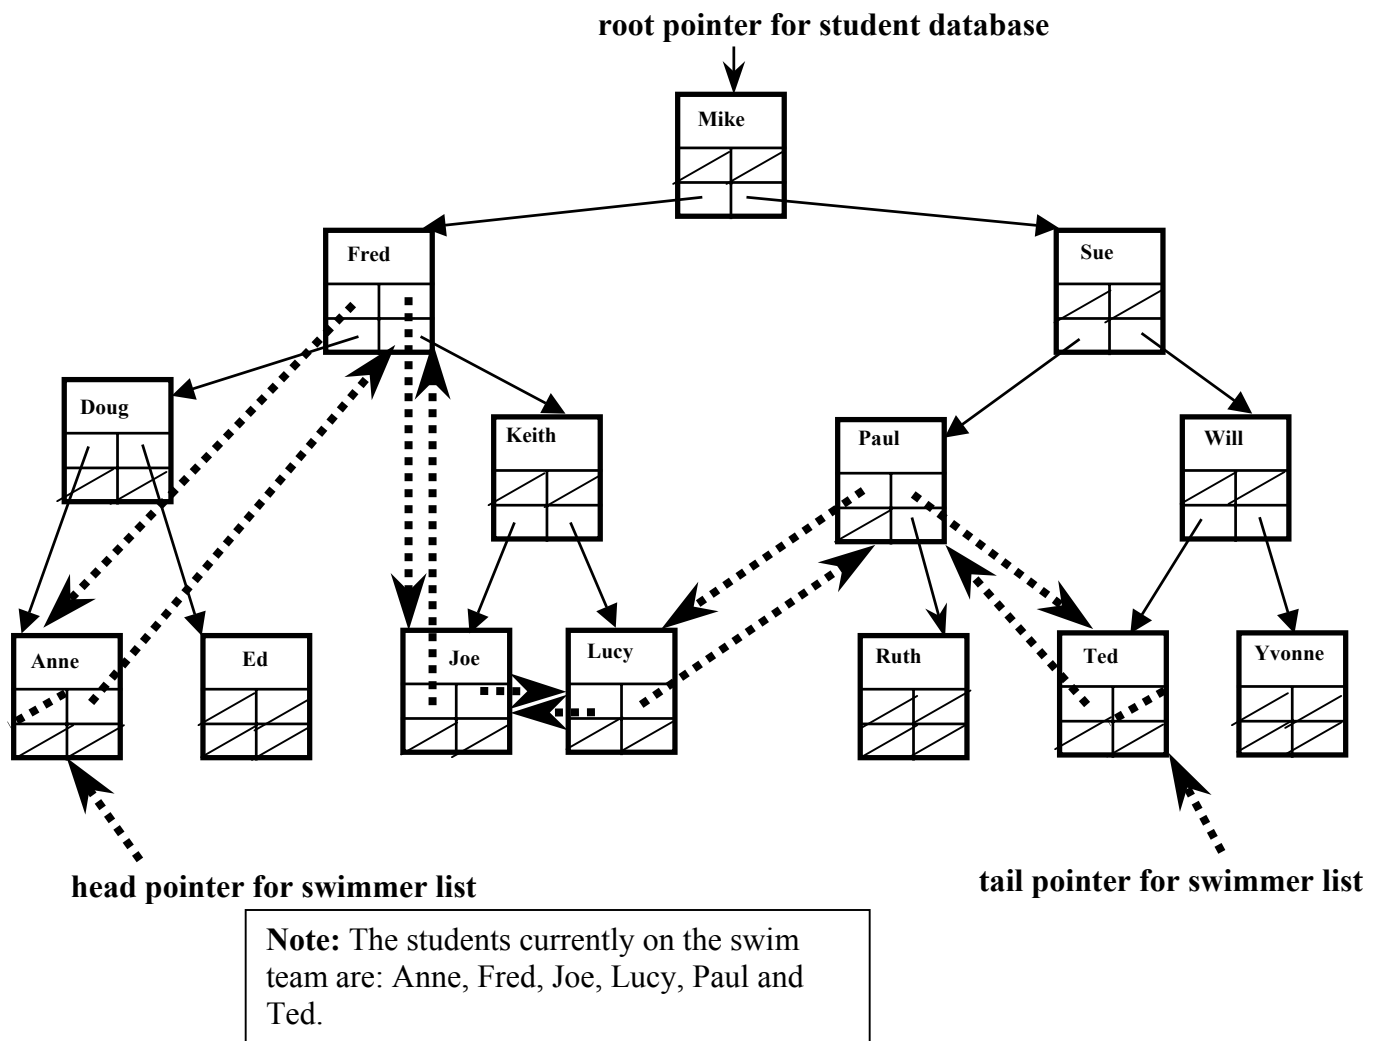 root pointer for student database
Mike
Fred
Sue
Doug
Keith
Paul
Will
Anne
Ed
Joe
Lucy
Ruth
Ted
Yvonne
head pointer for swimmer list
tail pointer for swimmer list
Note: The students currently on the swim
team are: Anne, Fred, Joe, Lucy, Paul and
Ted.